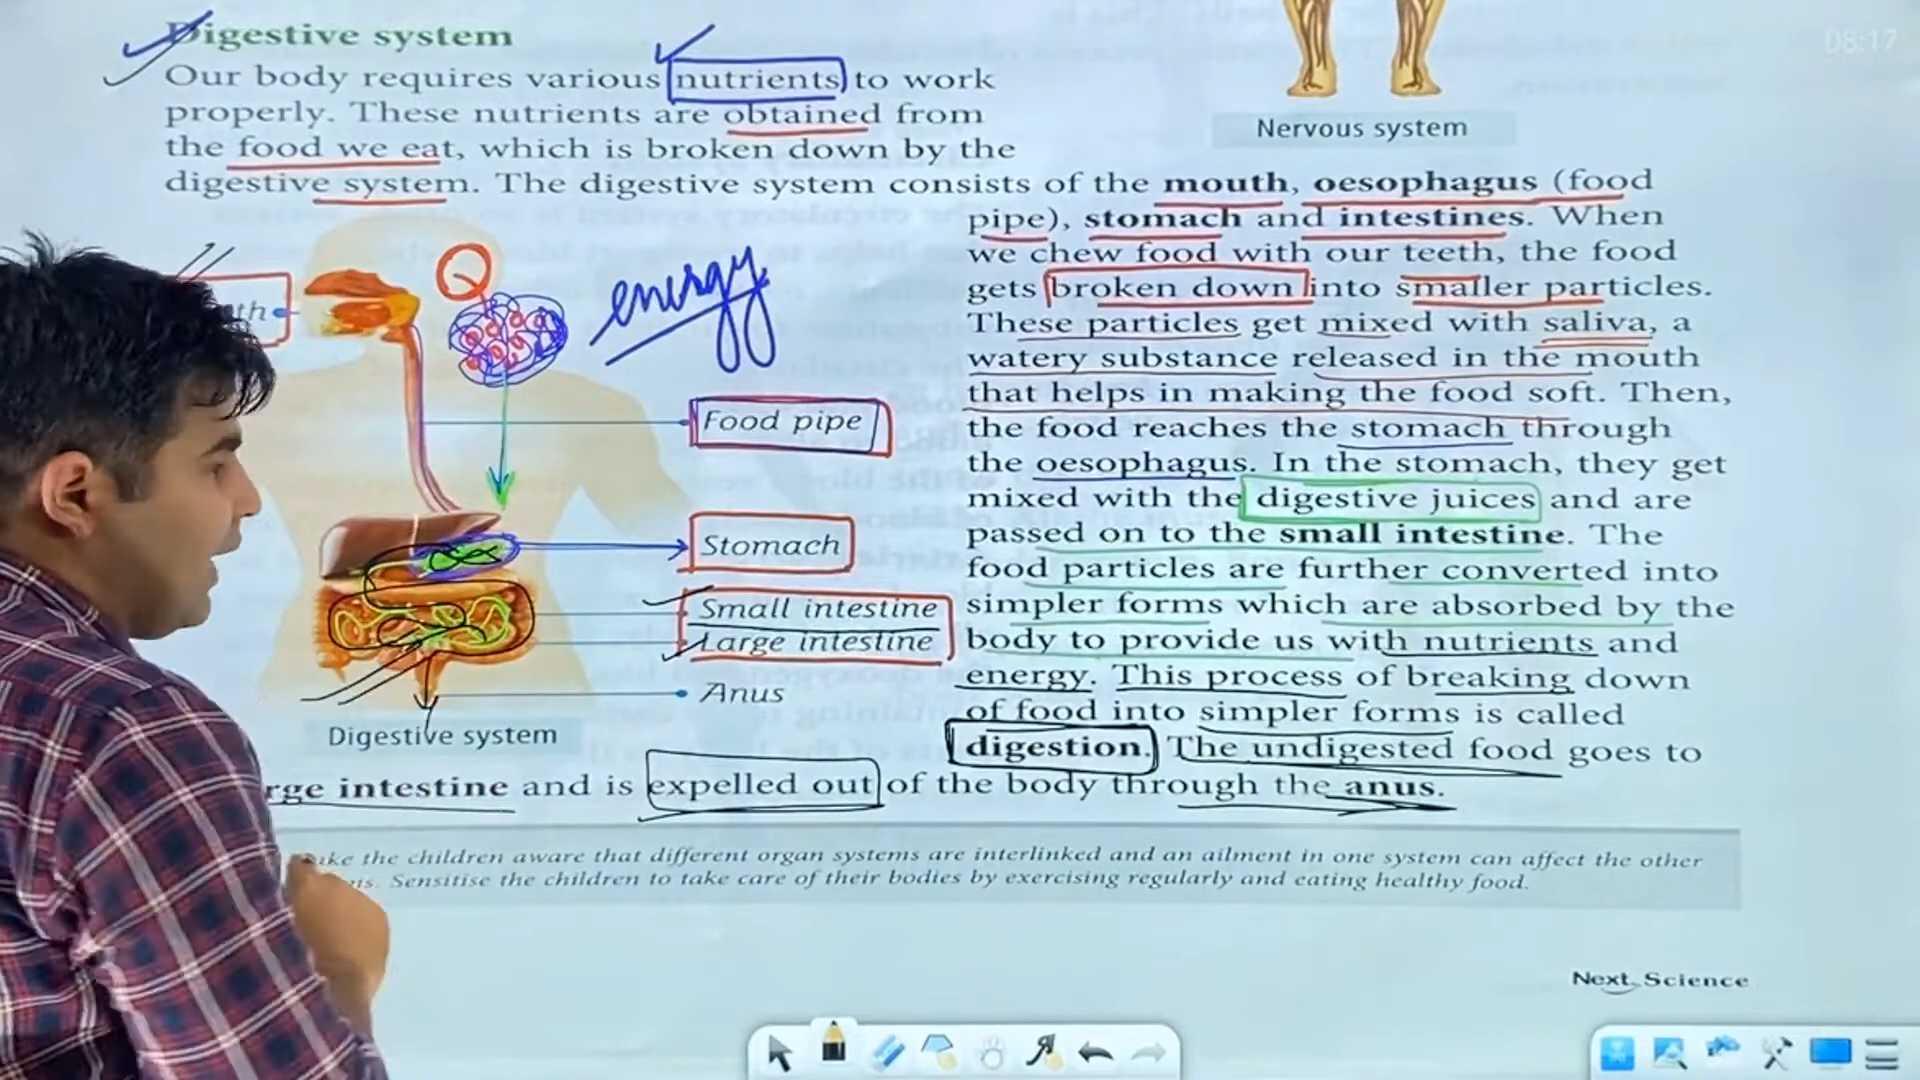 Digestive system
Our body requires various nutrients to work
properly. These nutrients are obtained from
the food we eat, which is broken down by the
digestive system. The digestive system consists of the mouth, oesophagus (food
pipe), stomach and intestines. When
we chew food with our teeth, the food
gets broken down into smaller particles.
These particles get mixed with saliva, a
watery substance released in the mouth
that helps in making the food soft. Then,
the food reaches the stomach through
the oesophagus. In the stomach, they get
mixed with the digestive juices and are
passed on to the small intestine. The
food particles are further converted into
simpler forms which are absorbed by the
body to provide us with nutrients and
energy. This process of breaking down
of food into simpler forms is called
digestion. The undigested food goes to
intestine and is expelled out of the body through the anus.
08:17
Nervous system
energy
Food pipe
Stomach
Small intestine
Large intestine
Anus
Digestive system
the children aware that different organ systems are interlinked and an ailment in one system can affect the other
Sensitise the children to take care of their bodies by exercising regularly and eating healthy food.
Next Science